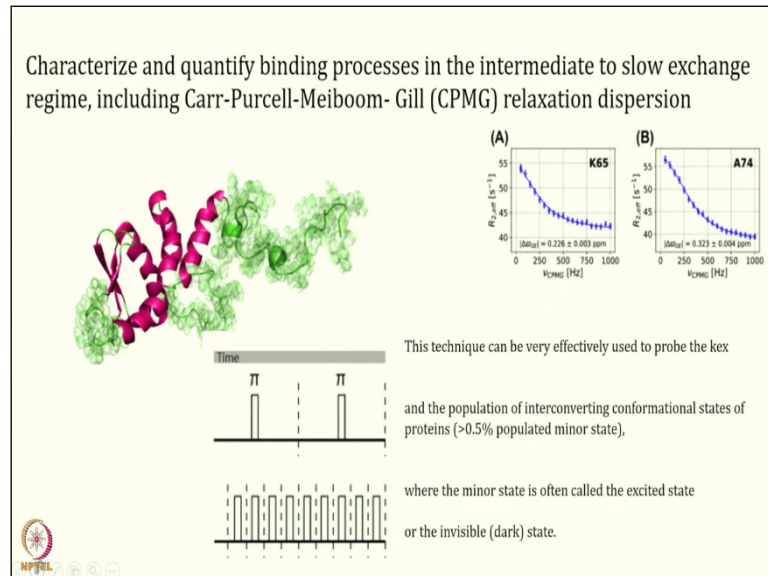 Characterize and quantify binding processes in the intermediate to slow exchange
regime, including Carr-Purcell-Meiboom- Gill (CPMG) relaxation dispersion
(A)
K65
R2,eff [s⁻¹]
55
50
45
40
|Δω_GE| = 0.226 ± 0.003 ppm
0 250 500 750 1000
νCPMG [Hz]
(B)
A74
R2,eff [s⁻¹]
55
50
45
40
|Δω_GE| = 0.323 ± 0.004 ppm
0 250 500 750 1000
νCPMG [Hz]
Time
π π
This technique can be very effectively used to probe the kex
and the population of interconverting conformational states of
proteins (>0.5% populated minor state),
where the minor state is often called the excited state
or the invisible (dark) state.
NPTEL